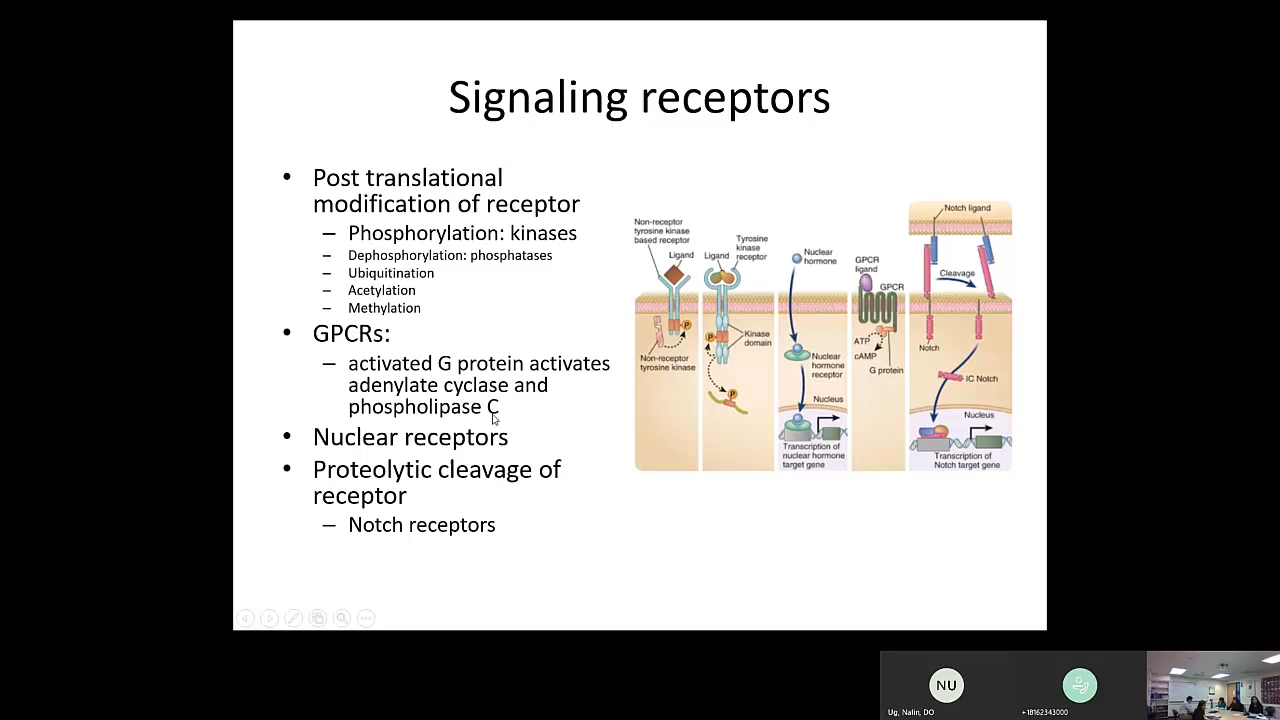 Signaling receptors
• Post translational
modification of receptor
– Phosphorylation: kinases
– Dephosphorylation: phosphatases
– Ubiquitination
– Acetylation
– Methylation
• GPCRs:
– activated G protein activates
adenylate cyclase and
phospholipase C
• Nuclear receptors
• Proteolytic cleavage of
receptor
– Notch receptors
Non-receptor
tyrosine kinase
based receptor
Ligand
P
Non-receptor
tyrosine kinase
Ligand
Tyrosine
kinase
receptor
P
Kinase
domain
P
Nuclear
hormone
Nuclear
hormone
receptor
Nucleus
Transcription of
nuclear hormone
target gene
GPCR
ligand
GPCR
ATP
cAMP
G protein
Notch ligand
Cleavage
Notch
IC Notch
Nucleus
Transcription of
Notch target gene
NU
Ug, Nalin, DO
+18162343000